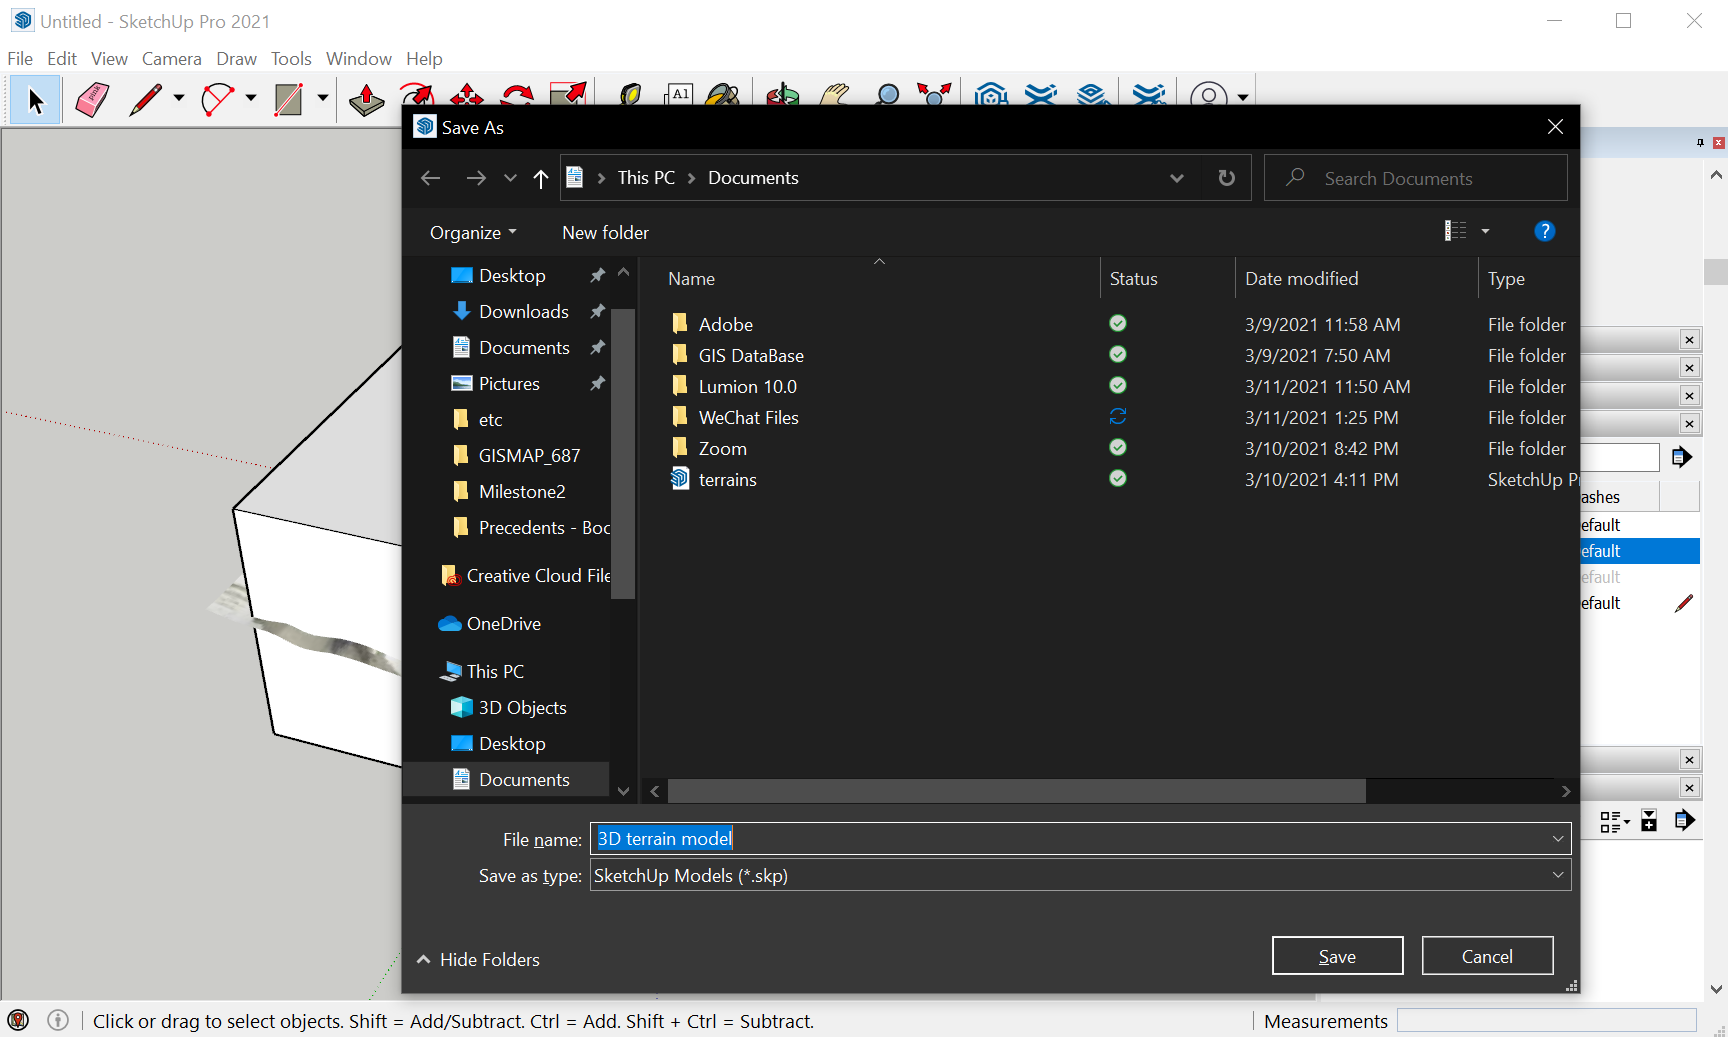 Untitled - SketchUp Pro 2021
File Edit View Camera Draw Tools Window Help
A1
Save As
This PC > Documents
Search Documents
Organize
New folder
?
Desktop
Downloads
Documents
Pictures
etc
GISMAP_687
Milestone2
Precedents - Boc
Creative Cloud File
OneDrive
This PC
3D Objects
Desktop
Documents
Name Status Date modified Type
Adobe 3/9/2021 11:58 AM File folder
GIS DataBase 3/9/2021 7:50 AM File folder
Lumion 10.0 3/11/2021 11:50 AM File folder
WeChat Files 3/11/2021 1:25 PM File folder
Zoom 3/10/2021 8:42 PM File folder
terrains 3/10/2021 4:11 PM SketchUp P
ashes
efault
efault
efault
efault
File name: 3D terrain model
Save as type: SketchUp Models (*.skp)
Hide Folders
Save
Cancel
Click or drag to select objects. Shift = Add/Subtract. Ctrl = Add. Shift + Ctrl = Subtract.
Measurements